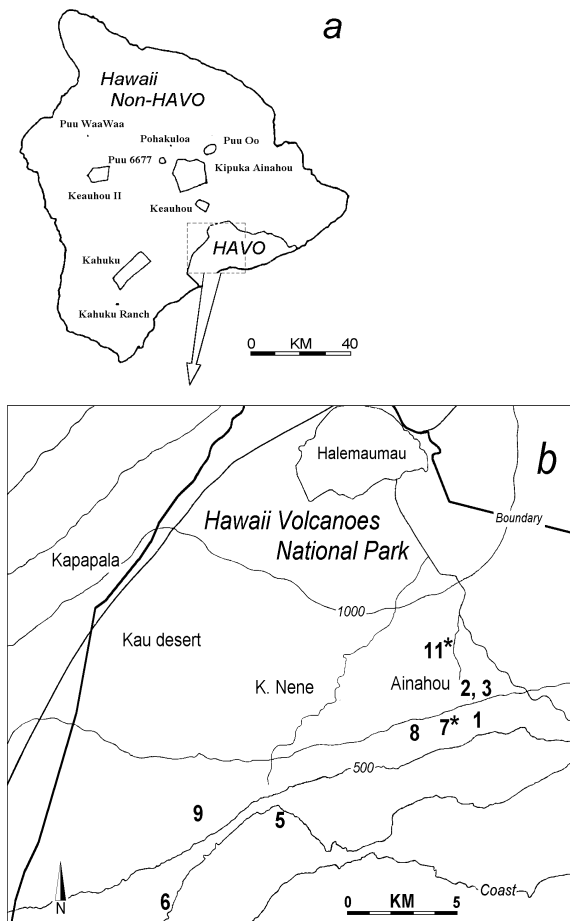 a
Hawaii
Non-HAVO
Puu WaaWaa
Pohakuloa
Puu Oo
Puu 6677
Kipuka Ainahou
Keauhou II
Keauhou
HAVO
Kahuku
Kahuku Ranch
KM
0 40
b
Halemaumau
Hawaii Volcanoes
National Park
Boundary
Kapapala
1000
Kau desert
11*
K. Nene
Ainahou
2, 3
8 7* 1
500
9
5
6
N
KM
0 5
Coast